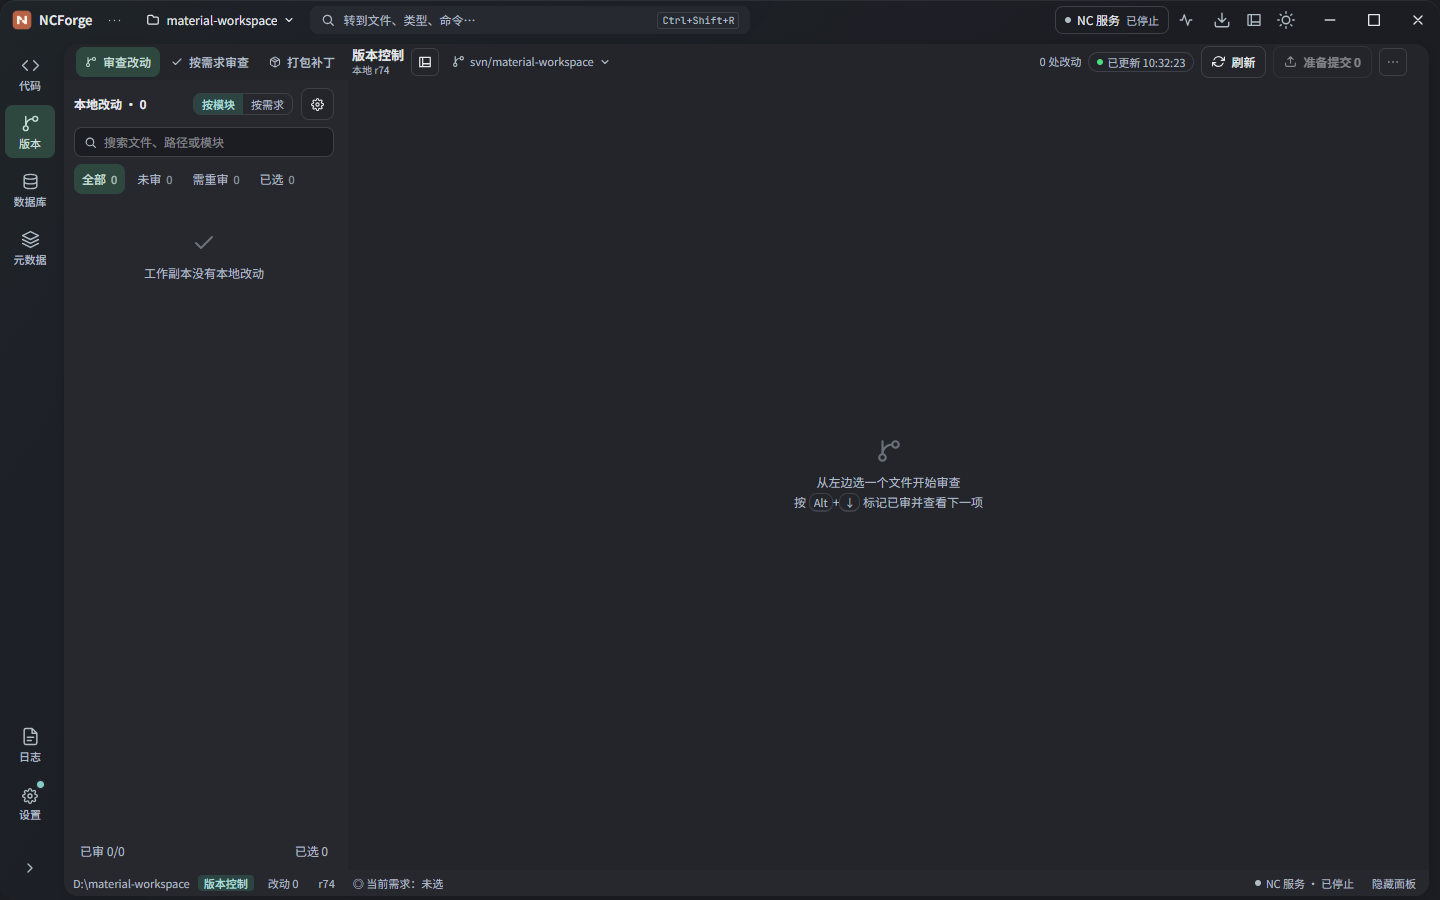 NCForge ··· material-workspace 转到文件、类型、命令··· Ctrl+Shift+R NC 服务 已停止
代码
版本
数据库
元数据
日志
设置
审查改动 按需求审查 打包补丁
本地改动 · 0 按模块 按需求
搜索文件、路径或模块
全部 0 未审 0 需重审 0 已选 0
工作副本没有本地改动
已审 0/0 已选 0
版本控制
本地 r74
svn/material-workspace
0 处改动 已更新 10:32:23 刷新 准备提交 0 ···
从左边选一个文件开始审查
按 Alt+↓ 标记已审并查看下一项
D:\material-workspace 版本控制 改动 0 r74 ◎ 当前需求：未选 NC 服务 · 已停止 隐藏面板